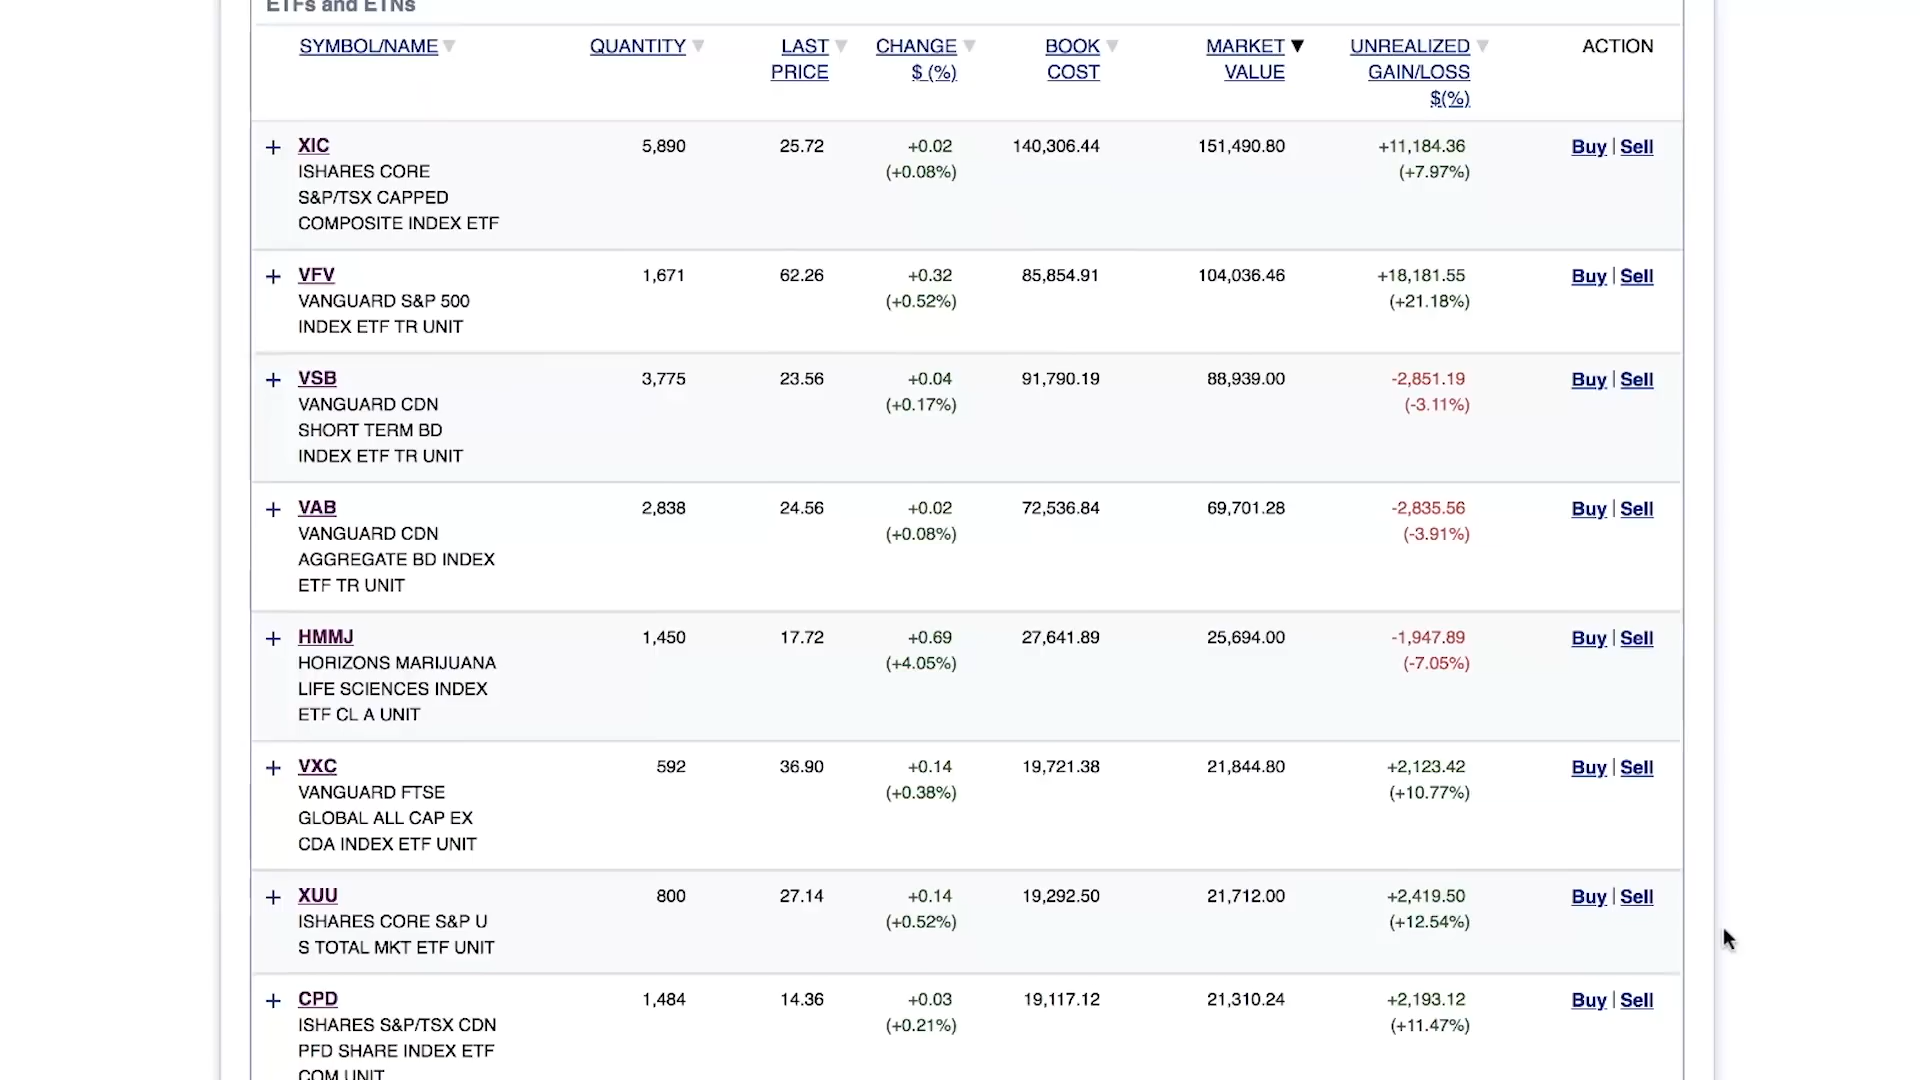 ETFs and ETNs
SYMBOL/NAME QUANTITY LAST PRICE CHANGE $ (%) BOOK COST MARKET VALUE UNREALIZED GAIN/LOSS $(%) ACTION
+ XIC 5,890 25.72 +0.02 140,306.44 151,490.80 +11,184.36 Buy | Sell
ISHARES CORE (+0.08%) (+7.97%)
S&P/TSX CAPPED
COMPOSITE INDEX ETF
+ VFV 1,671 62.26 +0.32 85,854.91 104,036.46 +18,181.55 Buy | Sell
VANGUARD S&P 500 (+0.52%) (+21.18%)
INDEX ETF TR UNIT
+ VSB 3,775 23.56 +0.04 91,790.19 88,939.00 -2,851.19 Buy | Sell
VANGUARD CDN (+0.17%) (-3.11%)
SHORT TERM BD
INDEX ETF TR UNIT
+ VAB 2,838 24.56 +0.02 72,536.84 69,701.28 -2,835.56 Buy | Sell
VANGUARD CDN (+0.08%) (-3.91%)
AGGREGATE BD INDEX
ETF TR UNIT
+ HMMJ 1,450 17.72 +0.69 27,641.89 25,694.00 -1,947.89 Buy | Sell
HORIZONS MARIJUANA (+4.05%) (-7.05%)
LIFE SCIENCES INDEX
ETF CL A UNIT
+ VXC 592 36.90 +0.14 19,721.38 21,844.80 +2,123.42 Buy | Sell
VANGUARD FTSE (+0.38%) (+10.77%)
GLOBAL ALL CAP EX
CDA INDEX ETF UNIT
+ XUU 800 27.14 +0.14 19,292.50 21,712.00 +2,419.50 Buy | Sell
ISHARES CORE S&P U (+0.52%) (+12.54%)
S TOTAL MKT ETF UNIT
+ CPD 1,484 14.36 +0.03 19,117.12 21,310.24 +2,193.12 Buy | Sell
ISHARES S&P/TSX CDN (+0.21%) (+11.47%)
PFD SHARE INDEX ETF
COM UNIT